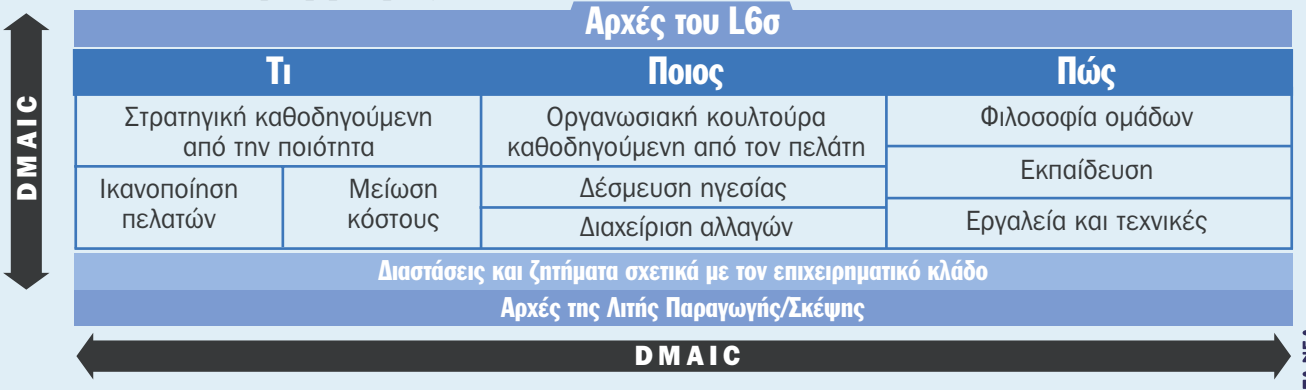 Αρχές του L6σ
Τι
Ποιος
Πώς
Στρατηγική καθοδηγούμενη
από την ποιότητα
Ικανοποίηση
πελατών
Μείωση
κόστους
Οργανωσιακή κουλτούρα
καθοδηγούμενη από τον πελάτη
Δέσμευση ηγεσίας
Διαχείριση αλλαγών
Φιλοσοφία ομάδων
Εκπαίδευση
Εργαλεία και τεχνικές
Διαστάσεις και ζητήματα σχετικά με τον επιχειρηματικό κλάδο
Αρχές της Λιτής Παραγωγής/Σκέψης
DMAIC
DMAIC